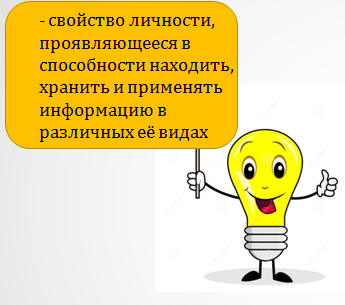 - свойство личности,
проявляющееся в
способности находить,
хранить и применять
информацию в
различных её видах